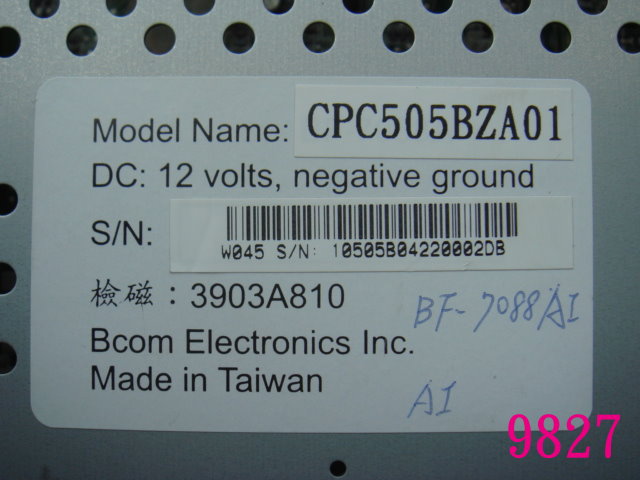 Model Name: CPC505BZA01
DC: 12 volts, negative ground
S/N:
W045 S/N: 10505B04220002DB
檢磁：3903A810
BF-7088AI
Bcom Electronics Inc.
Made in Taiwan
AI
9827